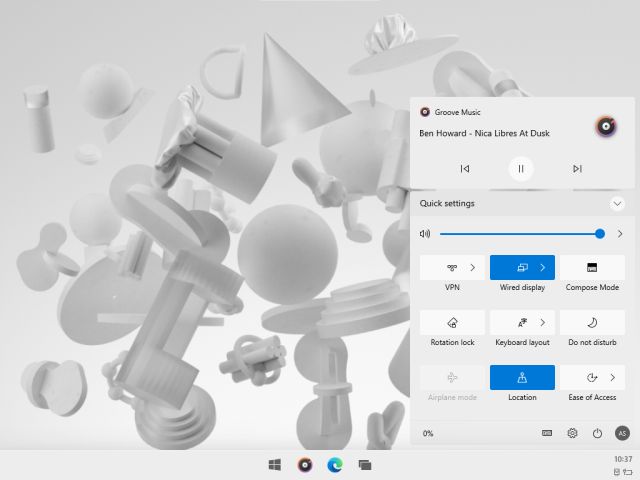 Groove Music
Ben Howard - Nica Libres At Dusk
Quick settings
VPN
Wired display
Compose Mode
Rotation lock
Keyboard layout
Do not disturb
Airplane mode
Location
Ease of Access
0%
AS
10:37